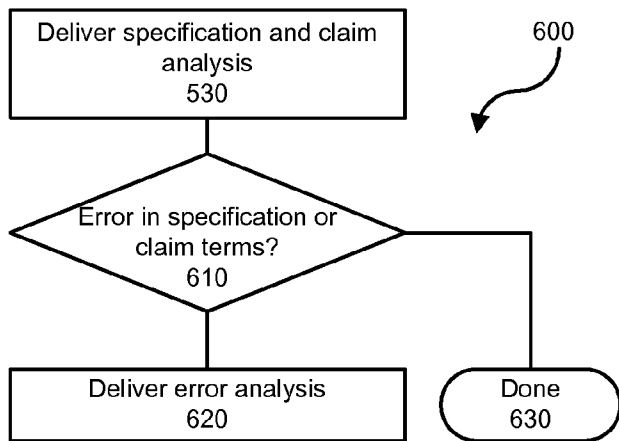 Deliver specification and claim
analysis
530
600
Error in specification or
claim terms?
610
Deliver error analysis
620
Done
630